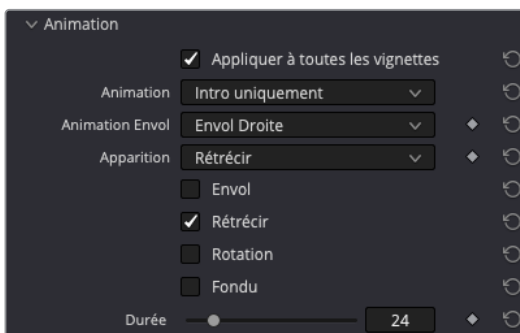 Animation
Appliquer à toutes les vignettes
Animation Intro uniquement
Animation Envol Envol Droite
Apparition Rétrécir
Envol
Rétrécir
Rotation
Fondu
Durée 24